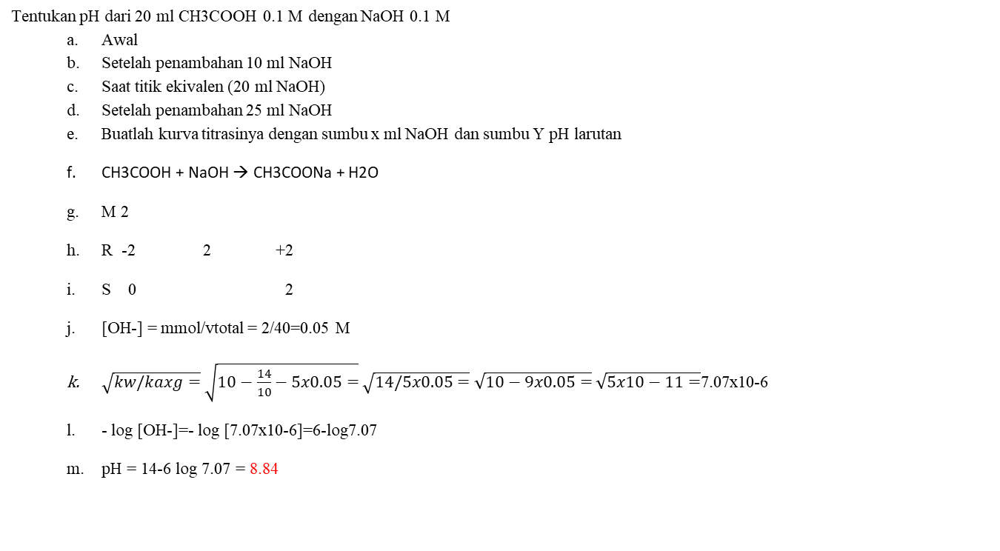 Tentukan pH dari 20 ml CH3COOH 0.1 M dengan NaOH 0.1 M
a. Awal
b. Setelah penambahan 10 ml NaOH
c. Saat titik ekivalen (20 ml NaOH)
d. Setelah penambahan 25 ml NaOH
e. Buatlah kurva titrasinya dengan sumbu x ml NaOH dan sumbu Y pH larutan
f. CH3COOH + NaOH → CH3COONa + H2O
g. M 2
h. R -2 2 +2
i. S 0 2
j. [OH-] = mmol/vtotal = 2/40=0.05 M
k. √kw/kaxg = √10 − 14/10 − 5x0.05 = √14/5x0.05 = √10 − 9x0.05 = √5x10 − 11 =7.07x10-6
l. - log [OH-]=- log [7.07x10-6]=6-log7.07
m. pH = 14-6 log 7.07 = 8.84